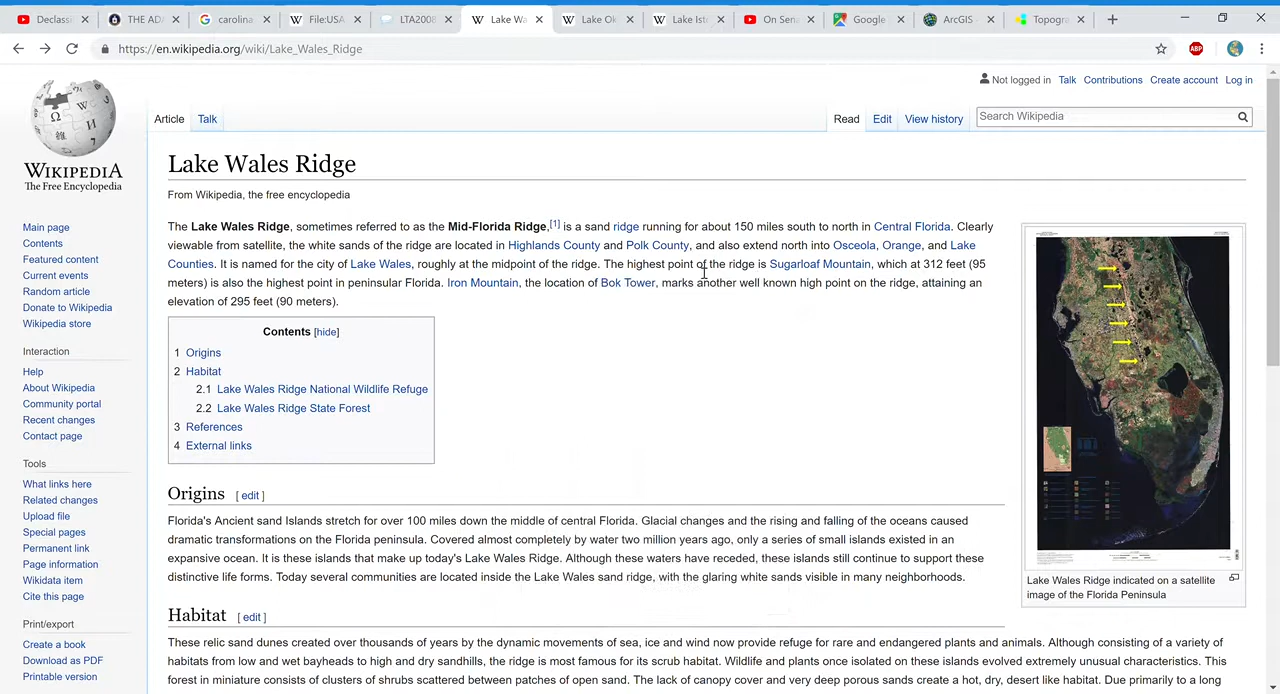 Declassi
THE ADA
carolina
File:USA
LTA2008
Lake Wa
Lake Ok
Lake Ist
On Sena
Google
ArcGIS -
Topogra
https://en.wikipedia.org/wiki/Lake_Wales_Ridge
ABP
Not logged in Talk Contributions Create account Log in
Article Talk Read Edit View history Search Wikipedia
WIKIPEDIA
The Free Encyclopedia
Main page
Contents
Featured content
Current events
Random article
Donate to Wikipedia
Wikipedia store
Interaction
Help
About Wikipedia
Community portal
Recent changes
Contact page
Tools
What links here
Related changes
Upload file
Special pages
Permanent link
Page information
Wikidata item
Cite this page
Print/export
Create a book
Download as PDF
Printable version
Lake Wales Ridge
From Wikipedia, the free encyclopedia
The Lake Wales Ridge, sometimes referred to as the Mid-Florida Ridge,[1] is a sand ridge running for about 150 miles south to north in Central Florida. Clearly
viewable from satellite, the white sands of the ridge are located in Highlands County and Polk County, and also extend north into Osceola, Orange, and Lake
Counties. It is named for the city of Lake Wales, roughly at the midpoint of the ridge. The highest point of the ridge is Sugarloaf Mountain, which at 312 feet (95
meters) is also the highest point in peninsular Florida. Iron Mountain, the location of Bok Tower, marks another well known high point on the ridge, attaining an
elevation of 295 feet (90 meters).
Contents [hide]
1 Origins
2 Habitat
2.1 Lake Wales Ridge National Wildlife Refuge
2.2 Lake Wales Ridge State Forest
3 References
4 External links
Lake Wales Ridge indicated on a satellite
image of the Florida Peninsula
Origins [ edit ]
Florida's Ancient sand Islands stretch for over 100 miles down the middle of central Florida. Glacial changes and the rising and falling of the oceans caused
dramatic transformations on the Florida peninsula. Covered almost completely by water two million years ago, only a series of small islands existed in an
expansive ocean. It is these islands that make up today's Lake Wales Ridge. Although these waters have receded, these islands still continue to support these
distinctive life forms. Today several communities are located inside the Lake Wales sand ridge, with the glaring white sands visible in many neighborhoods.
Habitat [ edit ]
These relic sand dunes created over thousands of years by the dynamic movements of sea, ice and wind now provide refuge for rare and endangered plants and animals. Although consisting of a variety of
habitats from low and wet bayheads to high and dry sandhills, the ridge is most famous for its scrub habitat. Wildlife and plants once isolated on these islands evolved extremely unusual characteristics. This
forest in miniature consists of clusters of shrubs scattered between patches of open sand. The lack of canopy cover and very deep porous sands create a hot, dry, desert like habitat. Due primarily to a long